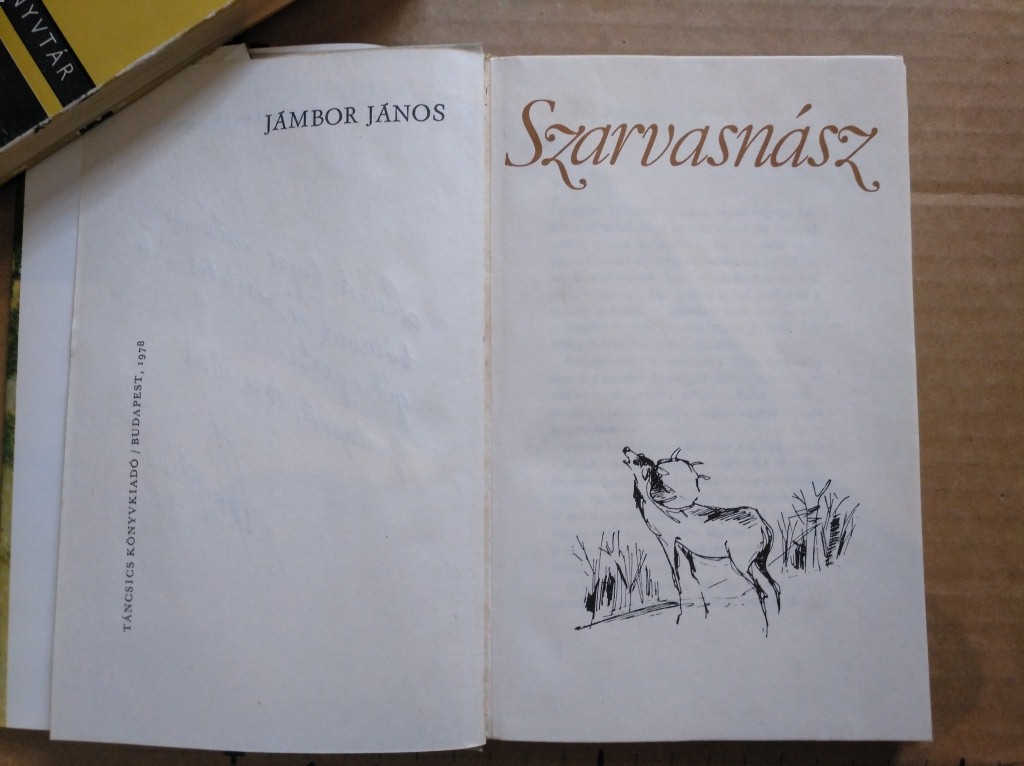 NYVTÁR
JÁMBOR JÁNOS
TÁNCSICS KÖNYVKIADÓ / BUDAPEST, 1978
Szarvasnász